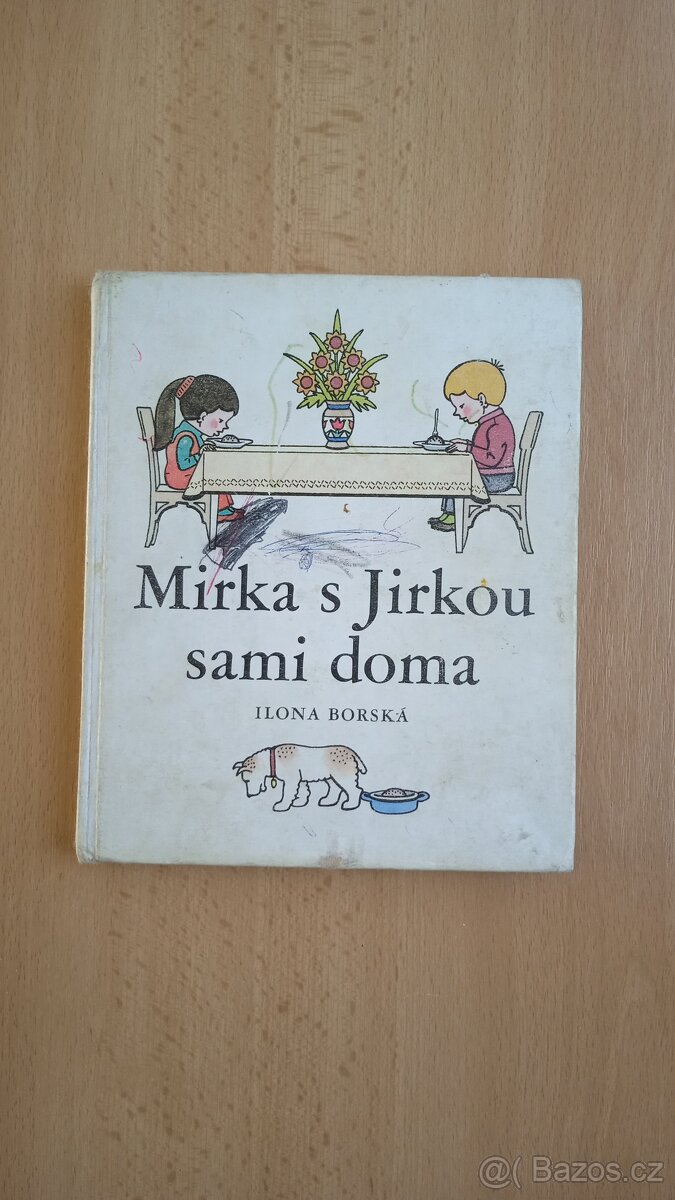 Mirka s Jirkou
sami doma
ILONA BORSKÁ
@( Bazos.cz